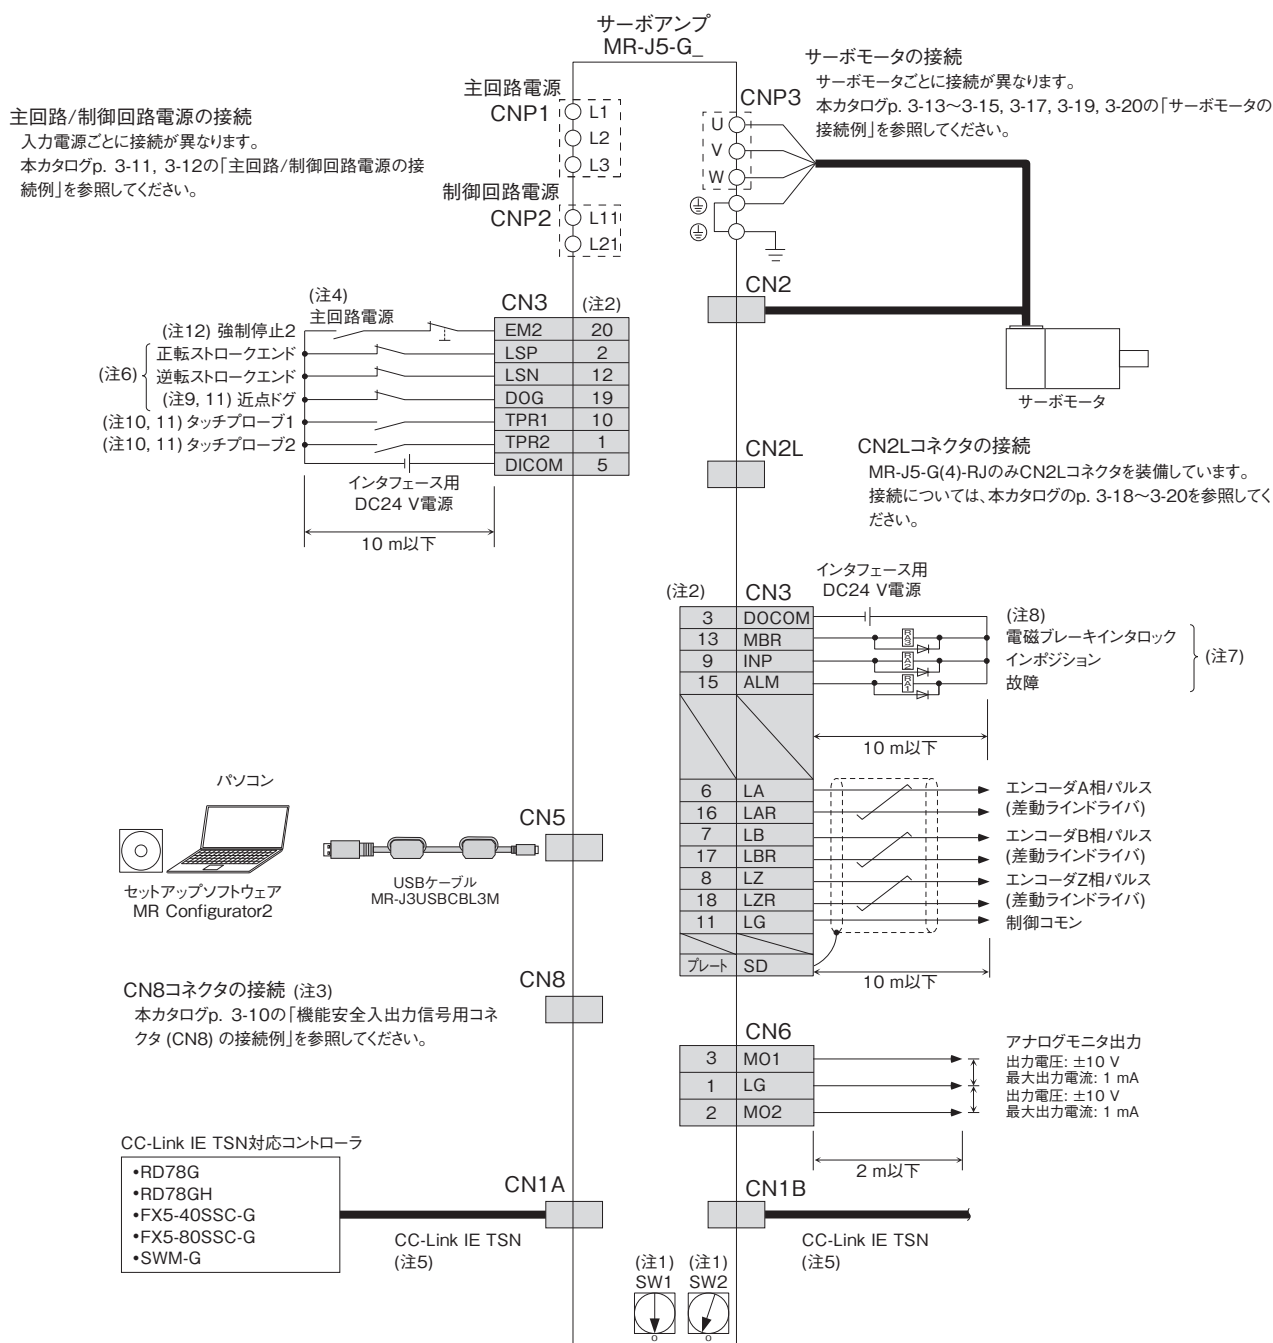 サーボアンプ
MR-J5-G_
主回路/制御回路電源の接続
入力電源ごとに接続が異なります。
本カタログp. 3-11, 3-12の「主回路/制御回路電源の接
続例」を参照してください。
主回路電源
CNP1
L1
L2
L3
制御回路電源
CNP2
L11
L21
サーボモータの接続
サーボモータごとに接続が異なります。
本カタログp. 3-13～3-15, 3-17, 3-19, 3-20の「サーボモータの
接続例」を参照してください。
CNP3
U
V
W
CN2
サーボモータ
(注4)
主回路電源
CN3 (注2)
(注12) 強制停止2 EM2 20
正転ストロークエンド LSP 2
(注6) 逆転ストロークエンド LSN 12
(注9, 11) 近点ドグ DOG 19
(注10, 11) タッチプローブ1 TPR1 10
(注10, 11) タッチプローブ2 TPR2 1
DICOM 5
インタフェース用
DC24 V電源
10 m以下
CN2L
CN2Lコネクタの接続
MR-J5-G(4)-RJのみCN2Lコネクタを装備しています。
接続については、本カタログのp. 3-18～3-20を参照してく
ださい。
インタフェース用
DC24 V電源
(注2) CN3
3 DOCOM (注8)
13 MBR RA3 電磁ブレーキインタロック
9 INP RA2 インポジション (注7)
15 ALM RA1 故障
10 m以下
6 LA エンコーダA相パルス
16 LAR (差動ラインドライバ)
7 LB エンコーダB相パルス
17 LBR (差動ラインドライバ)
8 LZ エンコーダZ相パルス
18 LZR (差動ラインドライバ)
11 LG 制御コモン
プレート SD
10 m以下
パソコン
セットアップソフトウェア
MR Configurator2
USBケーブル
MR-J3USBCBL3M
CN5
CN8コネクタの接続 (注3)
本カタログp. 3-10の「機能安全入出力信号用コネ
クタ (CN8) の接続例」を参照してください。
CN8
CN6
3 MO1
1 LG
2 MO2
アナログモニタ出力
出力電圧: ±10 V
最大出力電流: 1 mA
出力電圧: ±10 V
最大出力電流: 1 mA
2 m以下
CC-Link IE TSN対応コントローラ
•RD78G
•RD78GH
•FX5-40SSC-G
•FX5-80SSC-G
•SWM-G
CN1A
CC-Link IE TSN
(注5)
CN1B
CC-Link IE TSN
(注5)
(注1) (注1)
SW1 SW2
0 0